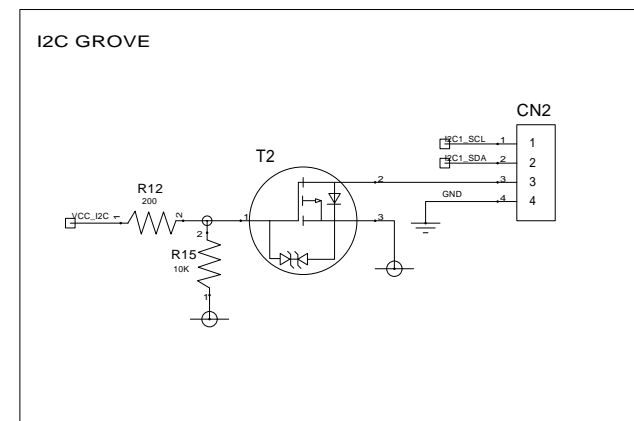 I2C GROVE
CN2
I2C1_SCL 1 1
I2C1_SDA 2 2
T2
2 3 3
R12
200
GND 4 4
VCC_I2C 1 2 1 3
2
R15
10K
1